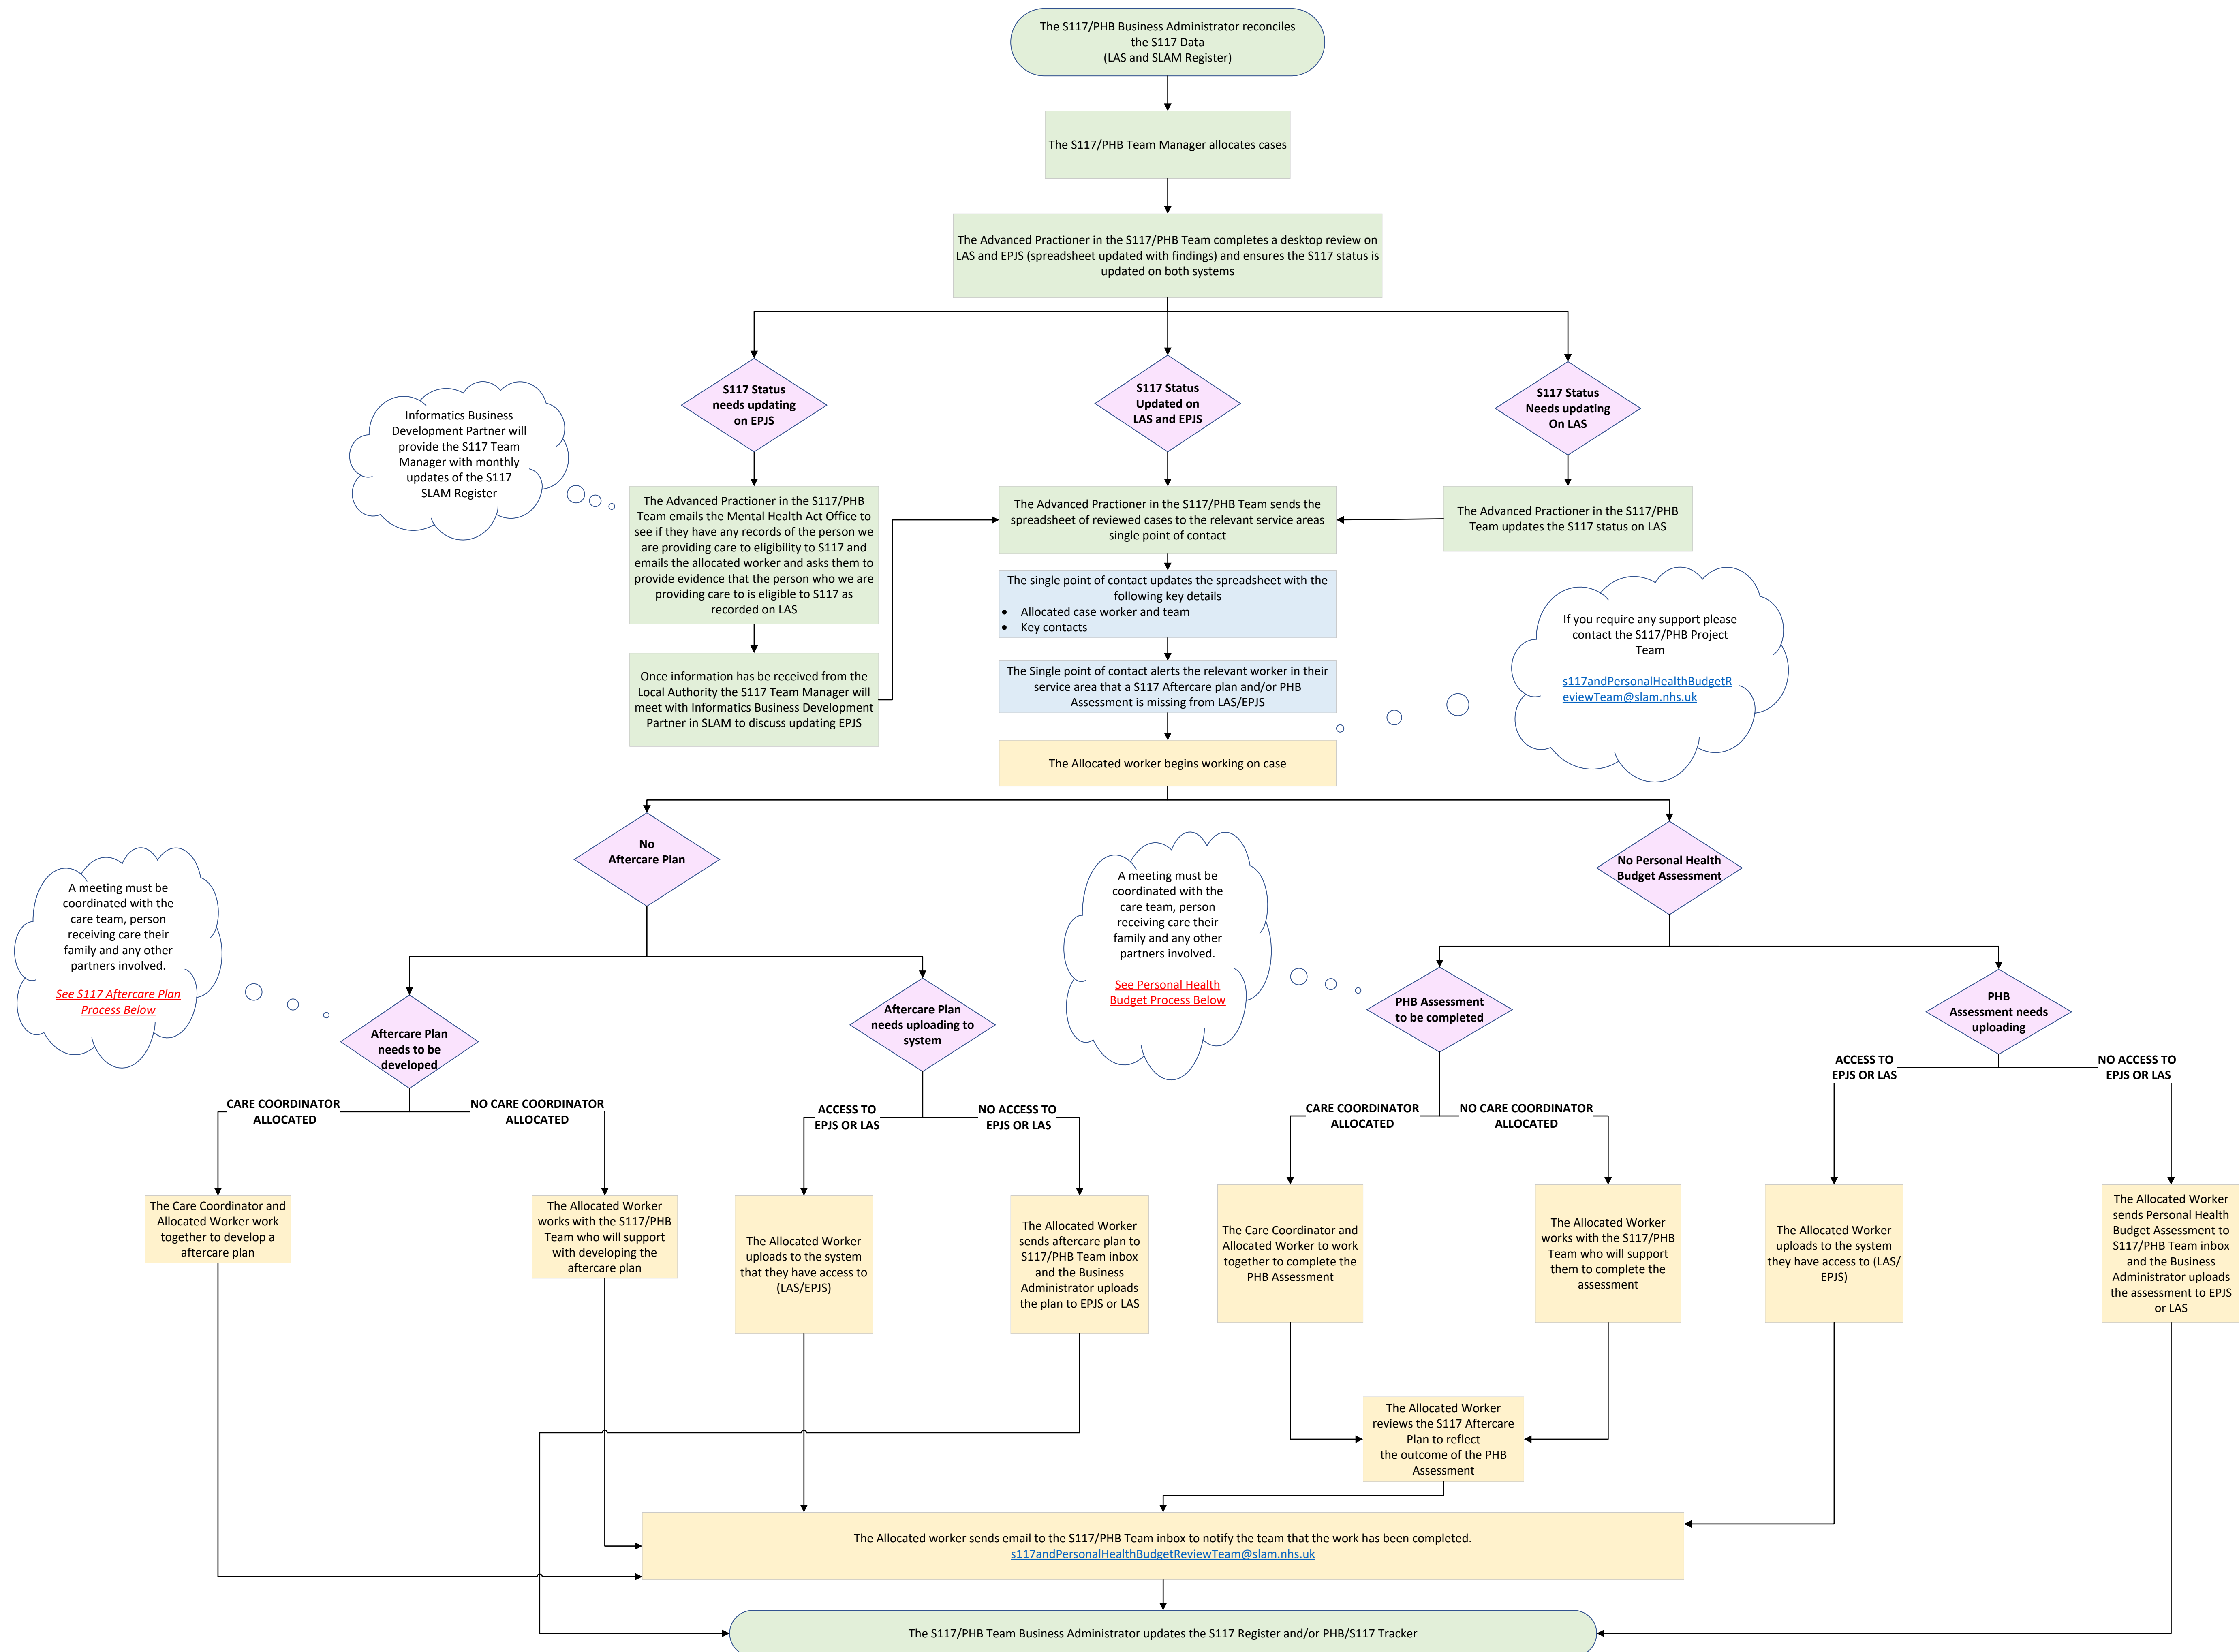 The S117/PHB Business Administrator reconciles
the S117 Data
(LAS and SLAM Register)
The S117/PHB Team Manager allocates cases
The Advanced Practioner in the S117/PHB Team completes a desktop review on
LAS and EPJS (spreadsheet updated with findings) and ensures the S117 status is
updated on both systems
S117 Status
needs updating
on EPJS
S117 Status
Updated on
LAS and EPJS
S117 Status
Needs updating
On LAS
Informatics Business
Development Partner will
provide the S117 Team
Manager with monthly
updates of the S117
SLAM Register
The Advanced Practioner in the S117/PHB
Team emails the Mental Health Act Office to
see if they have any records of the person we
are providing care to eligibility to S117 and
emails the allocated worker and asks them to
provide evidence that the person who we are
providing care to is eligible to S117 as
recorded on LAS
The Advanced Practioner in the S117/PHB Team sends the
spreadsheet of reviewed cases to the relevant service areas
single point of contact
The Advanced Practioner in the S117/PHB
Team updates the S117 status on LAS
The single point of contact updates the spreadsheet with the
following key details
• Allocated case worker and team
• Key contacts
Once information has be received from the
Local Authority the S117 Team Manager will
meet with Informatics Business Development
Partner in SLAM to discuss updating EPJS
The Single point of contact alerts the relevant worker in their
service area that a S117 Aftercare plan and/or PHB
Assessment is missing from LAS/EPJS
If you require any support please
contact the S117/PHB Project
Team
s117andPersonalHealthBudgetR
eviewTeam@slam.nhs.uk
The Allocated worker begins working on case
No
Aftercare Plan
No Personal Health
Budget Assessment
A meeting must be
coordinated with the
care team, person
receiving care their
family and any other
partners involved.
See S117 Aftercare Plan
Process Below
A meeting must be
coordinated with the
care team, person
receiving care their
family and any other
partners involved.
See Personal Health
Budget Process Below
Aftercare Plan
needs to be
developed
Aftercare Plan
needs uploading to
system
PHB Assessment
to be completed
PHB
Assessment needs
uploading
CARE COORDINATOR
ALLOCATED
NO CARE COORDINATOR
ALLOCATED
ACCESS TO
EPJS OR LAS
NO ACCESS TO
EPJS OR LAS
CARE COORDINATOR
ALLOCATED
NO CARE COORDINATOR
ALLOCATED
ACCESS TO
EPJS OR LAS
NO ACCESS TO
EPJS OR LAS
The Care Coordinator and
Allocated Worker work
together to develop a
aftercare plan
The Allocated Worker
works with the S117/PHB
Team who will support
with developing the
aftercare plan
The Allocated Worker
uploads to the system
that they have access to
(LAS/EPJS)
The Allocated Worker
sends aftercare plan to
S117/PHB Team inbox
and the Business
Administrator uploads
the plan to EPJS or LAS
The Care Coordinator and
Allocated Worker to work
together to complete the
PHB Assessment
The Allocated Worker
works with the S117/PHB
Team who will support
them to complete the
assessment
The Allocated Worker
uploads to the system
they have access to (LAS/
EPJS)
The Allocated Worker
sends Personal Health
Budget Assessment to
S117/PHB Team inbox
and the Business
Administrator uploads
the assessment to EPJS
or LAS
The Allocated Worker
reviews the S117 Aftercare
Plan to reflect
the outcome of the PHB
Assessment
The Allocated worker sends email to the S117/PHB Team inbox to notify the team that the work has been completed.
s117andPersonalHealthBudgetReviewTeam@slam.nhs.uk
The S117/PHB Team Business Administrator updates the S117 Register and/or PHB/S117 Tracker